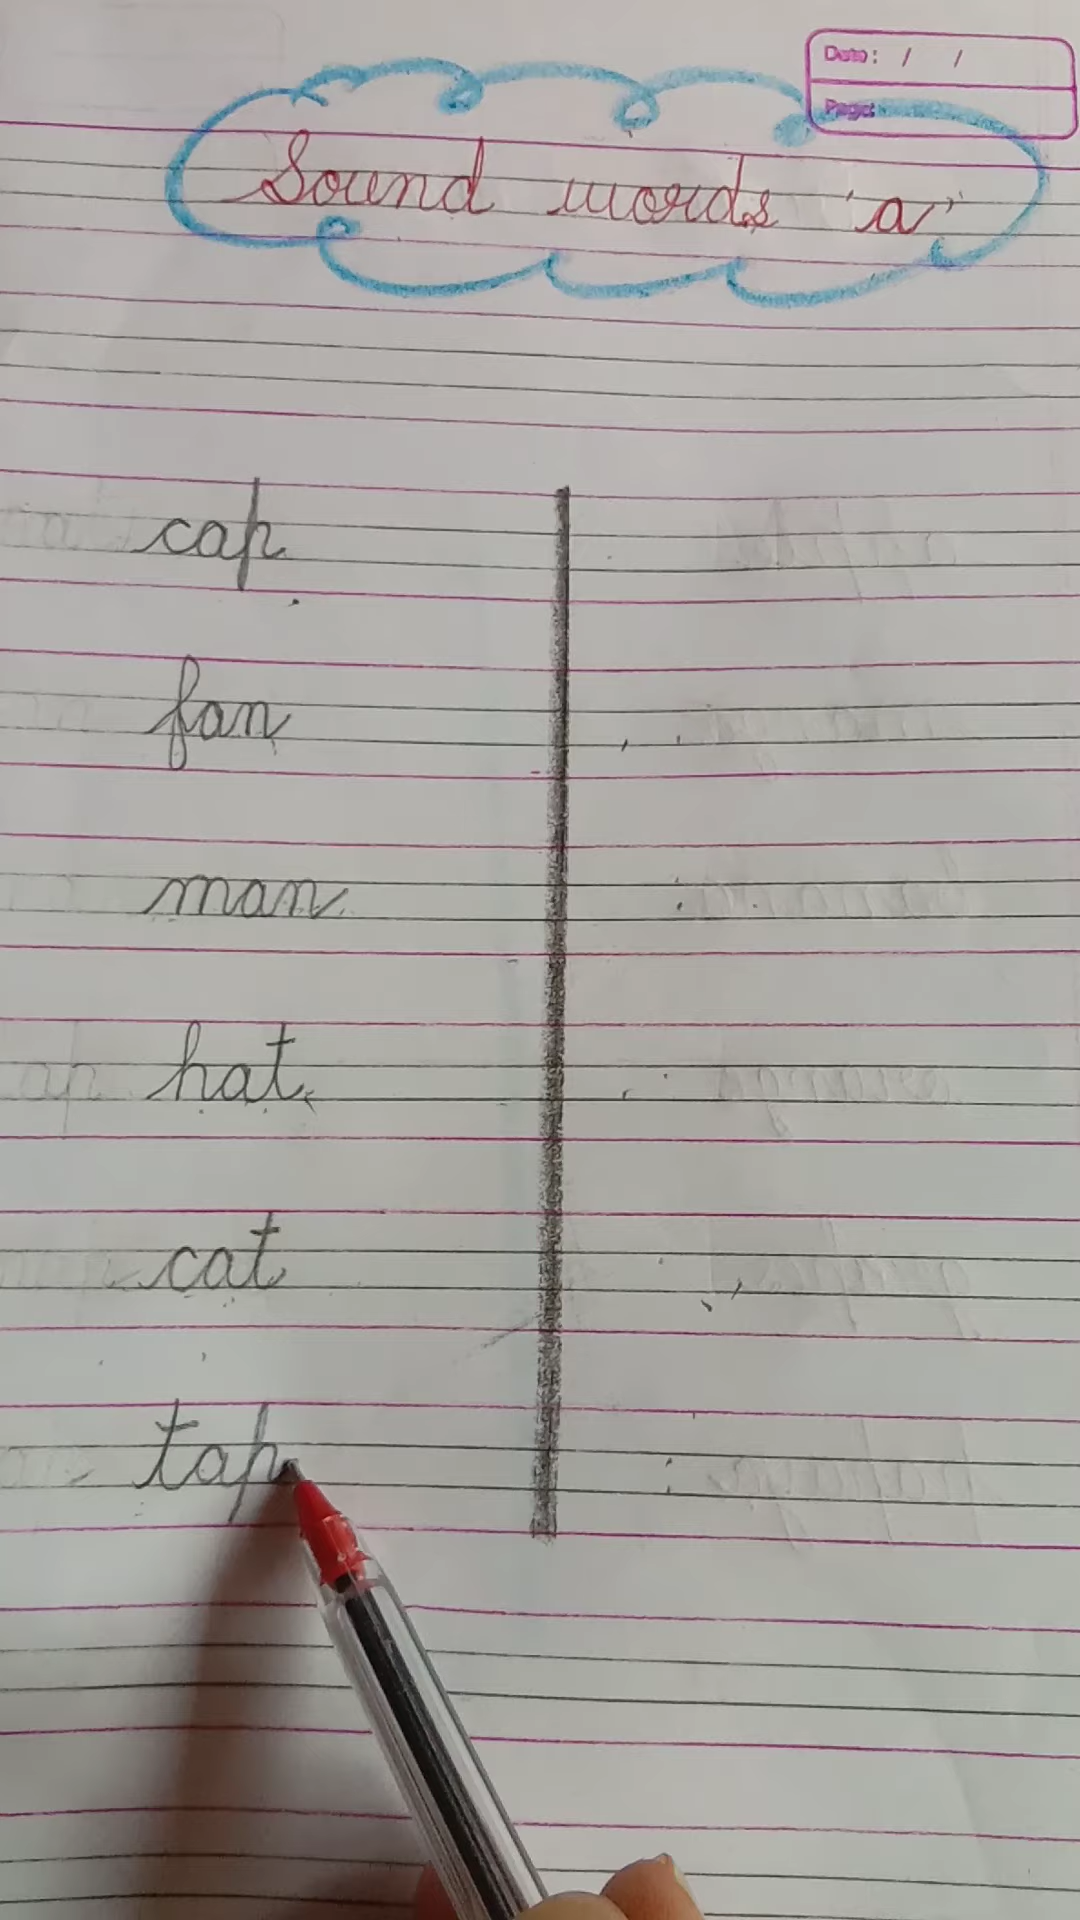 Date: / /
Page:
Sound words 'a'
cap
fan
man
hat
cat
tap